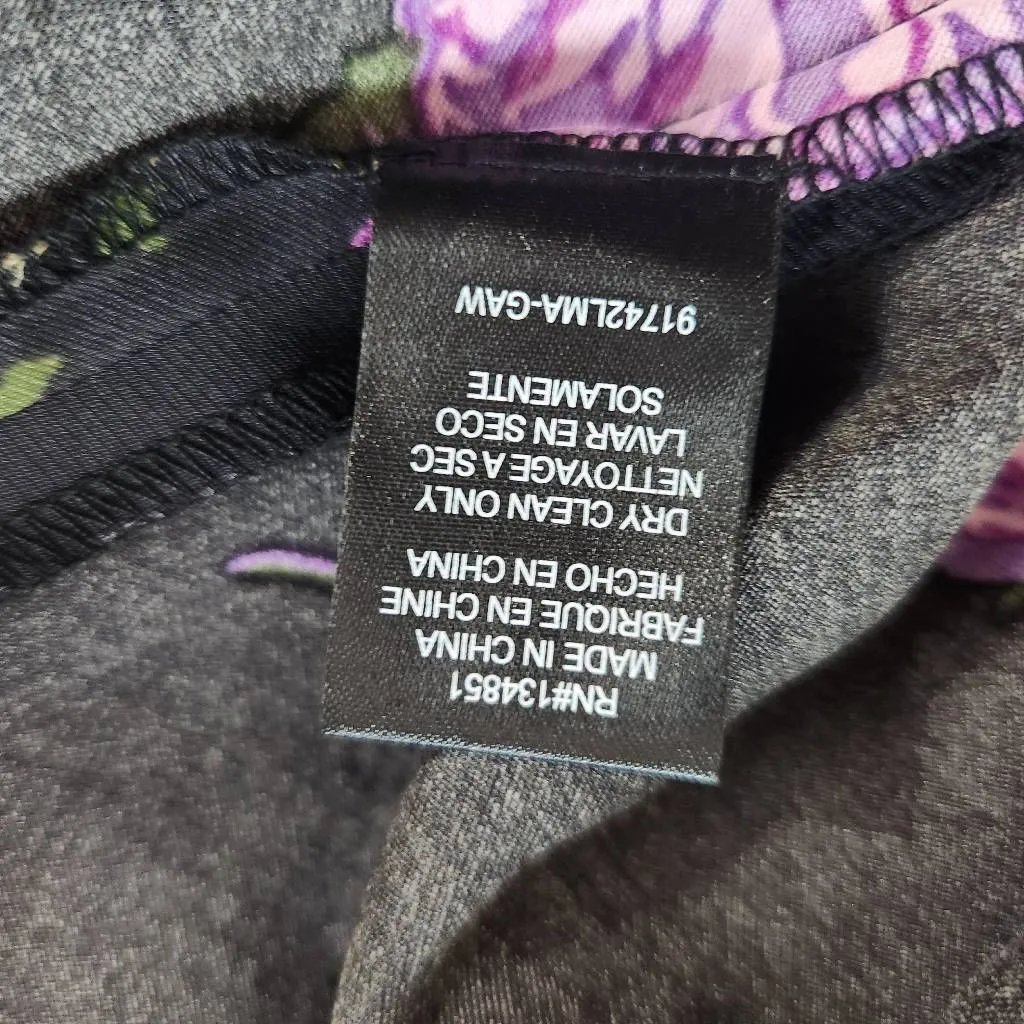 RN#134851
MADE IN CHINA
FABRIQUE EN CHINE
HECHO EN CHINA
DRY CLEAN ONLY
NETTOYAGE A SEC
LAVAR EN SECO
SOLAMENTE
91742LMA-GAW